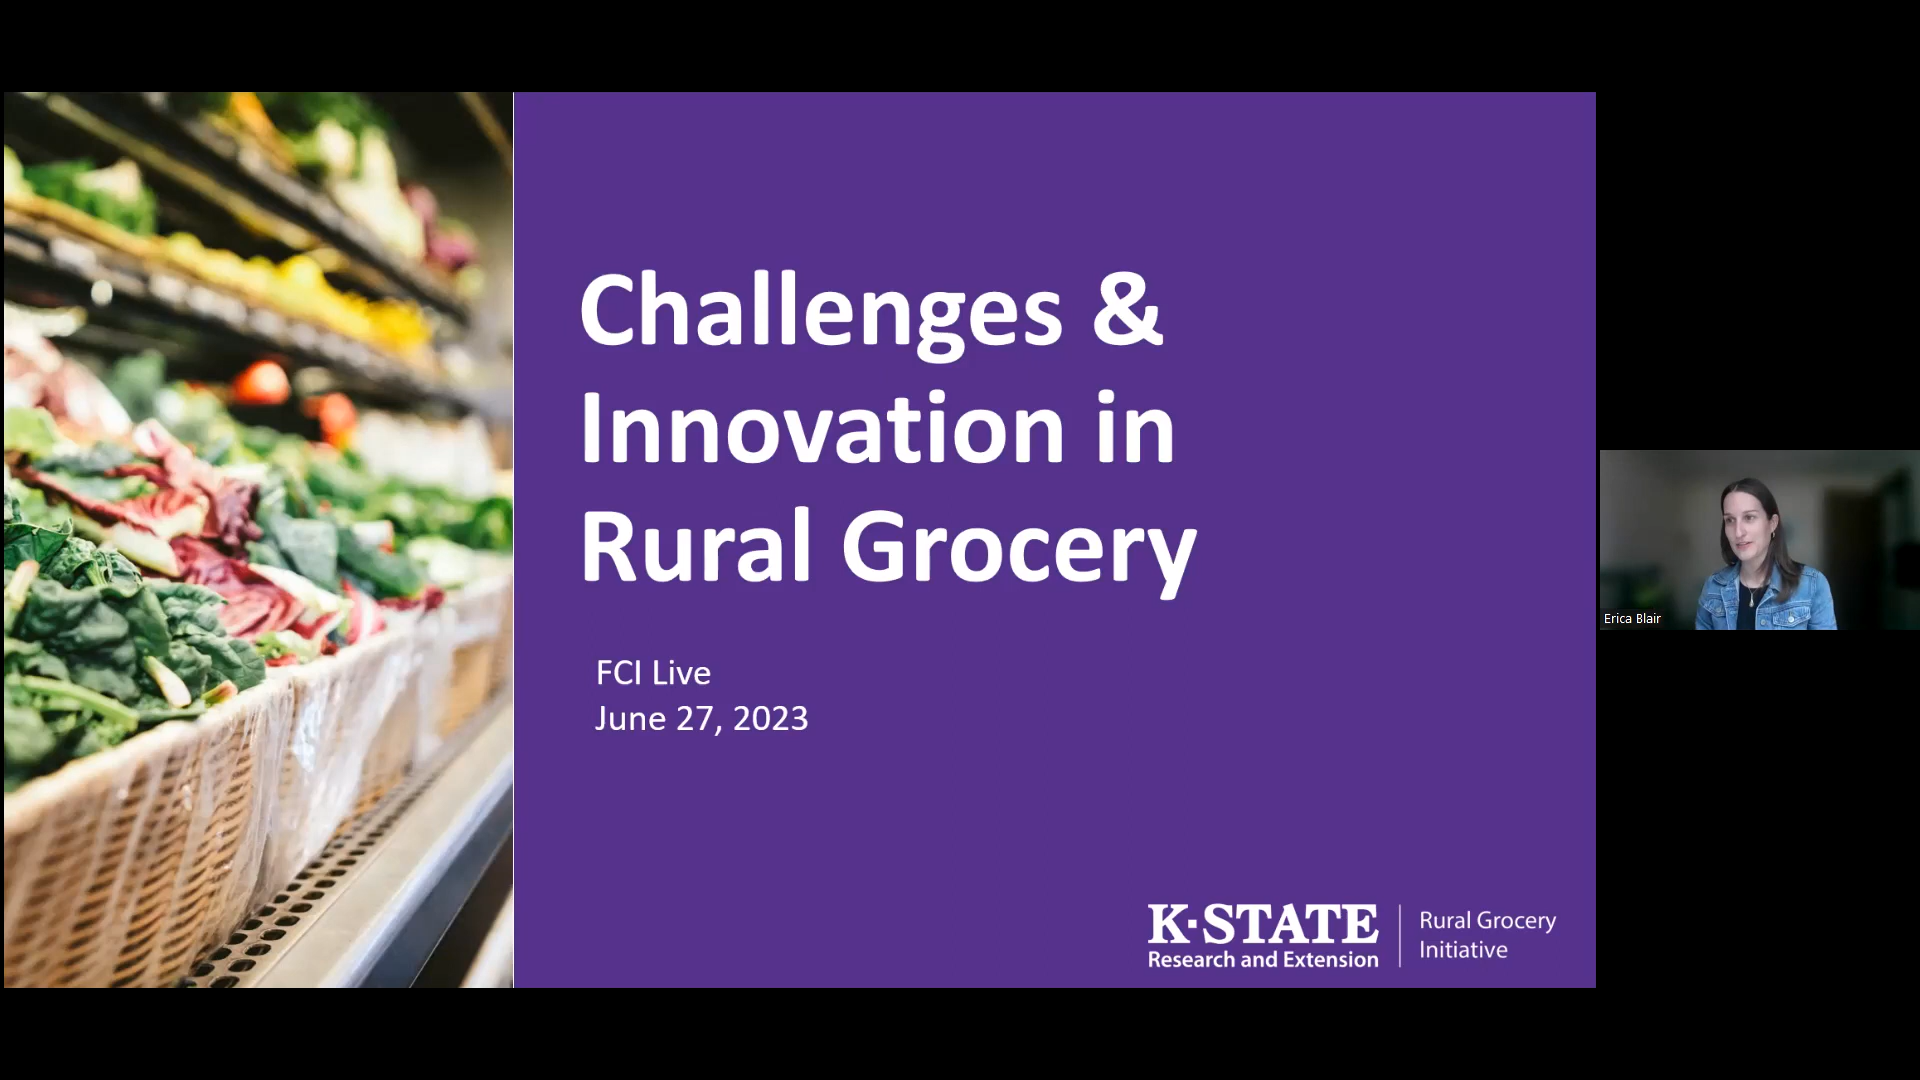 Challenges &
Innovation in
Rural Grocery
FCI Live
June 27, 2023
K·STATE
Research and Extension
Rural Grocery
Initiative
Erica Blair